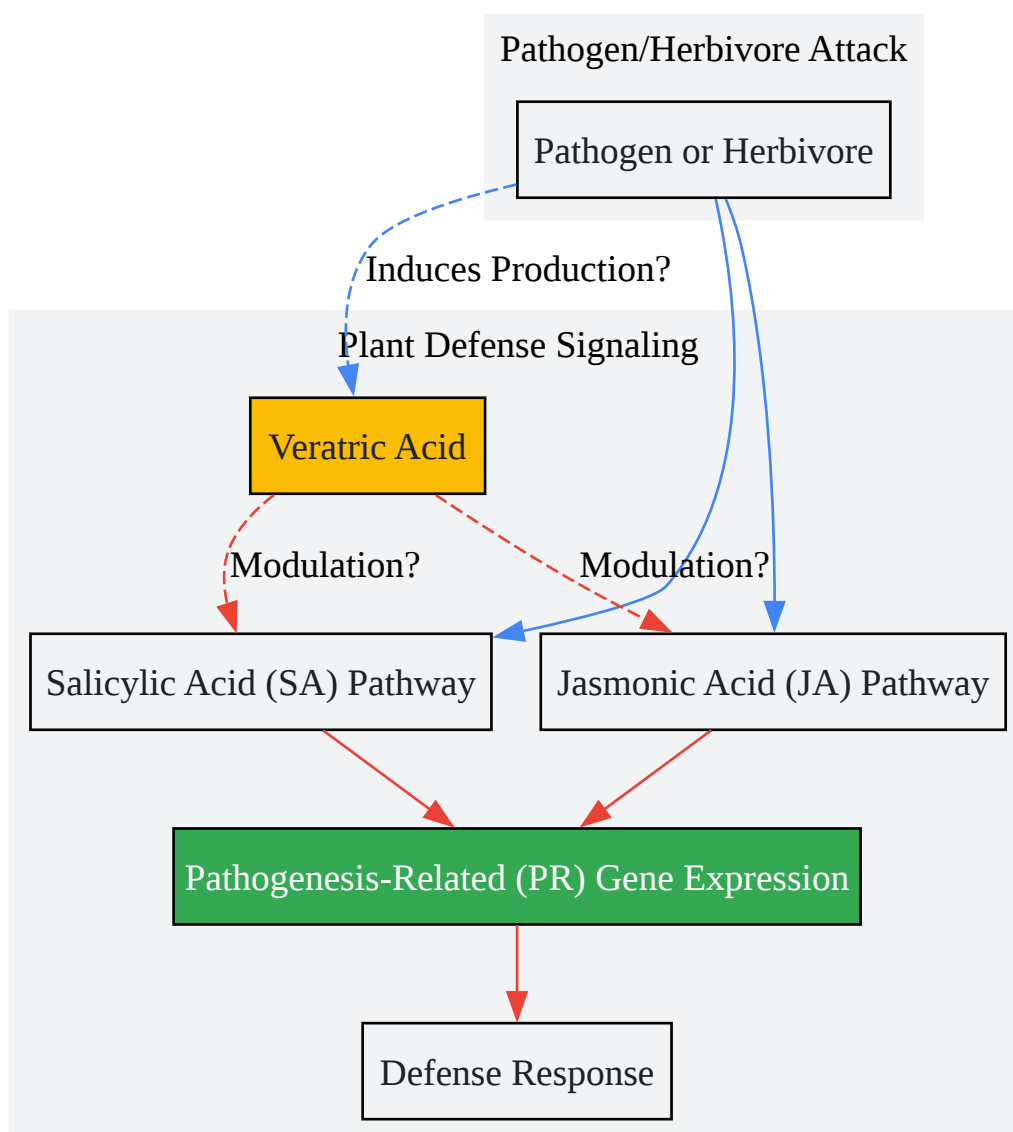 Pathogen/Herbivore Attack
Pathogen or Herbivore
Induces Production?
Plant Defense Signaling
Veratric Acid
Modulation?
Modulation?
Salicylic Acid (SA) Pathway
Jasmonic Acid (JA) Pathway
Pathogenesis-Related (PR) Gene Expression
Defense Response